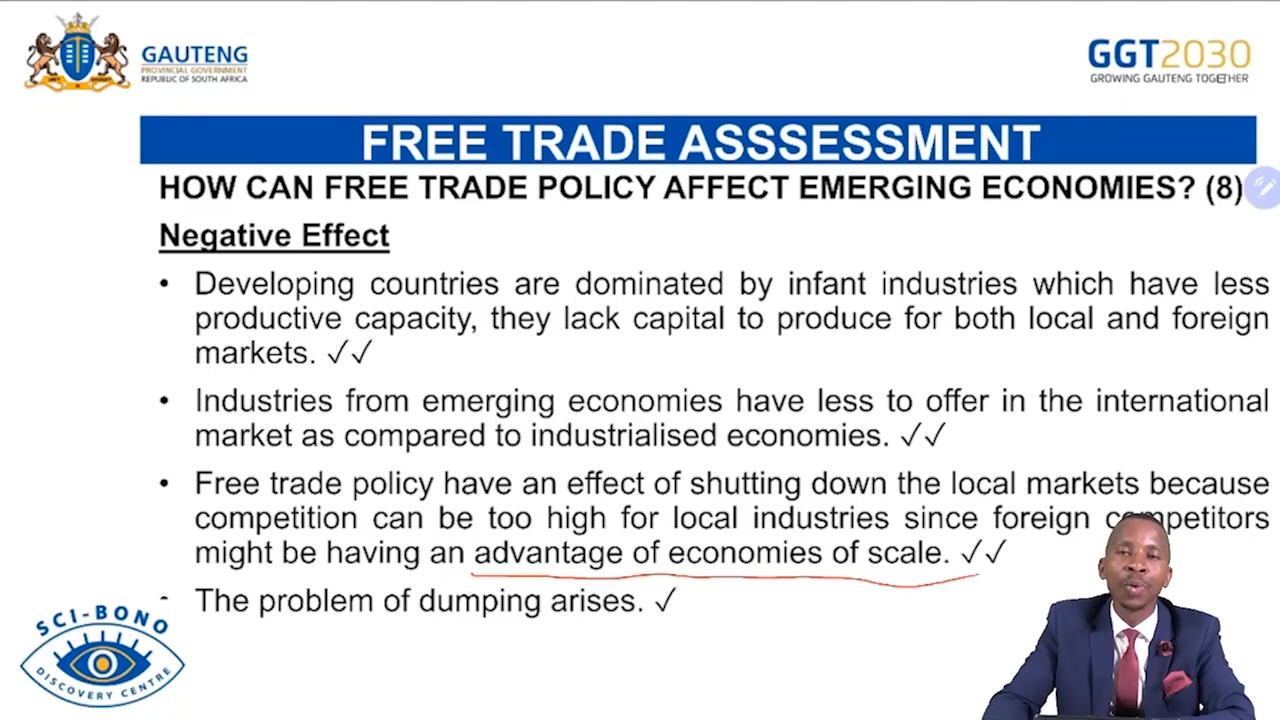 GAUTENG
PROVINCIAL GOVERNMENT
REPUBLIC OF SOUTH AFRICA
GGT2030
GROWING GAUTENG TOGETHER
FREE TRADE ASSSESSMENT
HOW CAN FREE TRADE POLICY AFFECT EMERGING ECONOMIES? (8)
Negative Effect
• Developing countries are dominated by infant industries which have less
productive capacity, they lack capital to produce for both local and foreign
markets. ✓✓
• Industries from emerging economies have less to offer in the international
market as compared to industrialised economies. ✓✓
• Free trade policy have an effect of shutting down the local markets because
competition can be too high for local industries since foreign competitors
might be having an advantage of economies of scale. ✓✓
The problem of dumping arises. ✓
SCI-BONO
DISCOVERY CENTRE